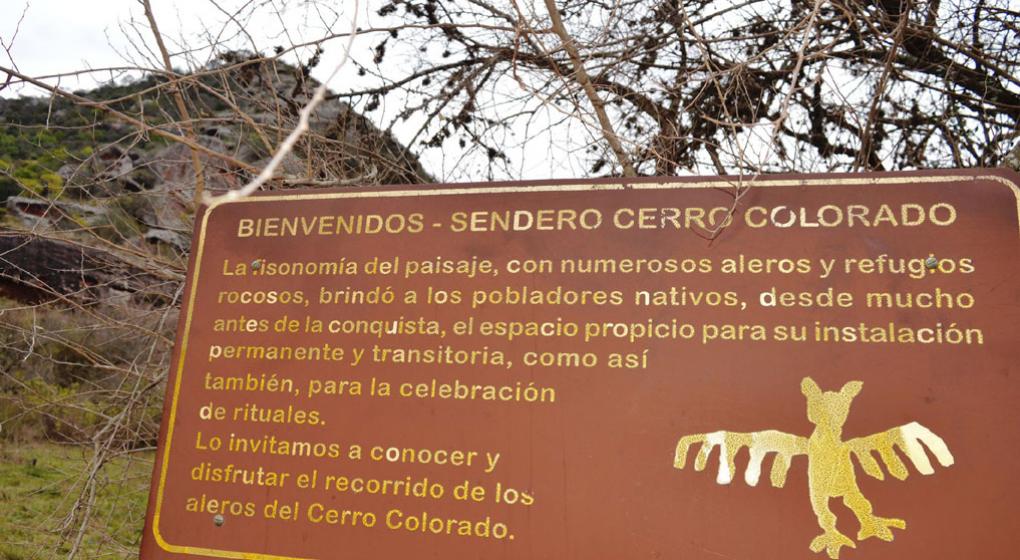 BIENVENIDOS - SENDERO CERRO COLORADO
La fisonomía del paisaje, con numerosos aleros y refugios
rocosos, brindó a los pobladores nativos, desde mucho
antes de la conquista, el espacio propicio para su instalación
permanente y transitoria, como así
también, para la celebración
de rituales.
Lo invitamos a conocer y
disfrutar el recorrido de los
aleros del Cerro Colorado.